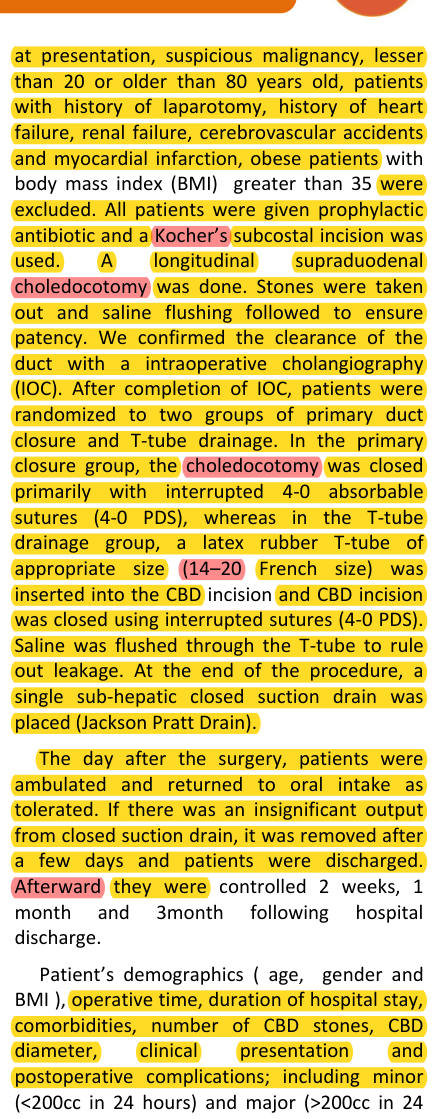 at presentation, suspicious malignancy, lesser
than 20 or older than 80 years old, patients
with history of laparotomy, history of heart
failure, renal failure, cerebrovascular accidents
and myocardial infarction, obese patients with
body mass index (BMI) greater than 35 were
excluded. All patients were given prophylactic
antibiotic and a Kocher’s subcostal incision was
used. A longitudinal supraduodenal
choledocotomy was done. Stones were taken
out and saline flushing followed to ensure
patency. We confirmed the clearance of the
duct with a intraoperative cholangiography
(IOC). After completion of IOC, patients were
randomized to two groups of primary duct
closure and T-tube drainage. In the primary
closure group, the choledocotomy was closed
primarily with interrupted 4-0 absorbable
sutures (4-0 PDS), whereas in the T-tube
drainage group, a latex rubber T-tube of
appropriate size (14–20 French size) was
inserted into the CBD incision and CBD incision
was closed using interrupted sutures (4-0 PDS).
Saline was flushed through the T-tube to rule
out leakage. At the end of the procedure, a
single sub-hepatic closed suction drain was
placed (Jackson Pratt Drain).
The day after the surgery, patients were
ambulated and returned to oral intake as
tolerated. If there was an insignificant output
from closed suction drain, it was removed after
a few days and patients were discharged.
Afterward they were controlled 2 weeks, 1
month and 3month following hospital
discharge.
Patient’s demographics ( age, gender and
BMI ), operative time, duration of hospital stay,
comorbidities, number of CBD stones, CBD
diameter, clinical presentation and
postoperative complications; including minor
(<200cc in 24 hours) and major (>200cc in 24